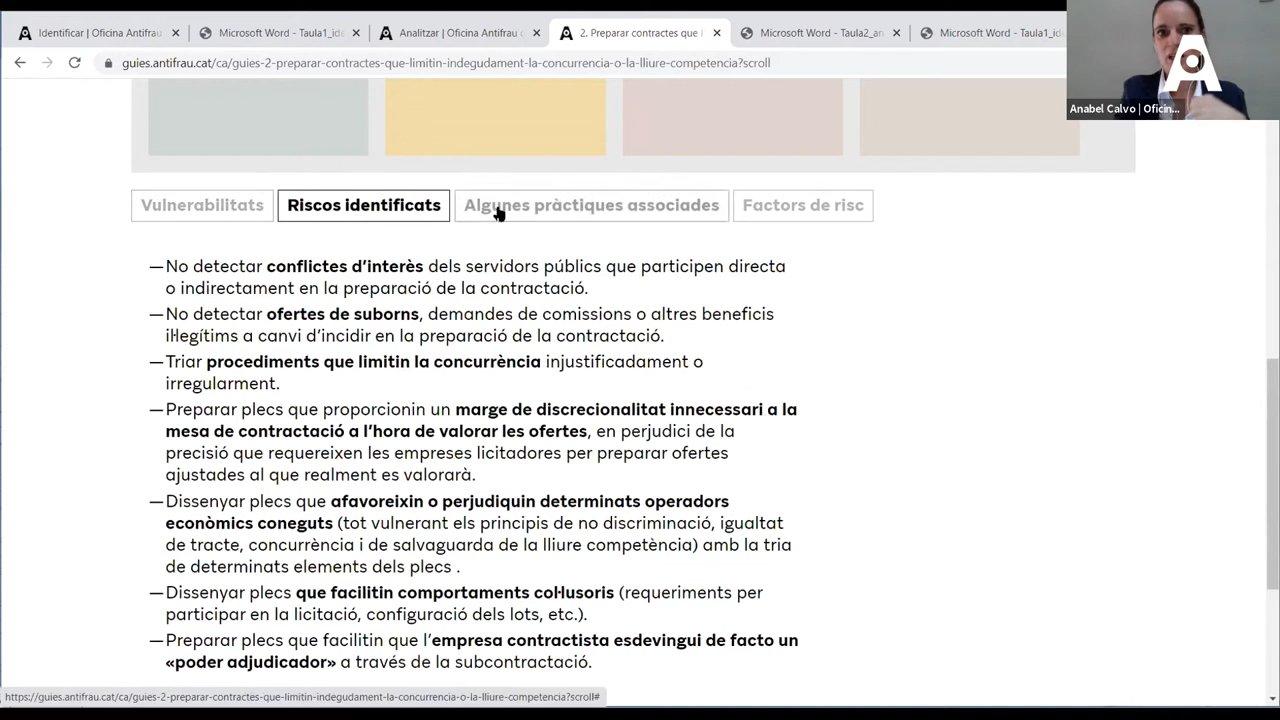 Identificar | Oficina Antifrau
Microsoft Word - Taula1_ide
Analitzar | Oficina Antifrau d
2. Preparar contractes que l
Microsoft Word - Taula2_an
Microsoft Word - Taula1_id
guies.antifrau.cat/ca/guies-2-preparar-contractes-que-limitin-indegudament-la-concurrencia-o-la-lliure-competencia?scroll
Anabel Calvo | Oficin...
Vulnerabilitats
Riscos identificats
Algunes pràctiques associades
Factors de risc
—No detectar conflictes d'interès dels servidors públics que participen directa
o indirectament en la preparació de la contractació.
—No detectar ofertes de suborns, demandes de comissions o altres beneficis
il·legítims a canvi d'incidir en la preparació de la contractació.
—Triar procediments que limitin la concurrència injustificadament o
irregularment.
—Preparar plecs que proporcionin un marge de discrecionalitat innecessari a la
mesa de contractació a l'hora de valorar les ofertes, en perjudici de la
precisió que requereixen les empreses licitadores per preparar ofertes
ajustades al que realment es valorarà.
—Dissenyar plecs que afavoreixin o perjudiquin determinats operadors
econòmics coneguts (tot vulnerant els principis de no discriminació, igualtat
de tracte, concurrència i de salvaguarda de la lliure competència) amb la tria
de determinats elements dels plecs .
—Dissenyar plecs que facilitin comportaments col·lusoris (requeriments per
participar en la licitació, configuració dels lots, etc.).
—Preparar plecs que facilitin que l'empresa contractista esdevingui de facto un
«poder adjudicador» a través de la subcontractació.
https://guies.antifrau.cat/ca/guies-2-preparar-contractes-que-limitin-indegudament-la-concurrencia-o-la-lliure-competencia?scroll#